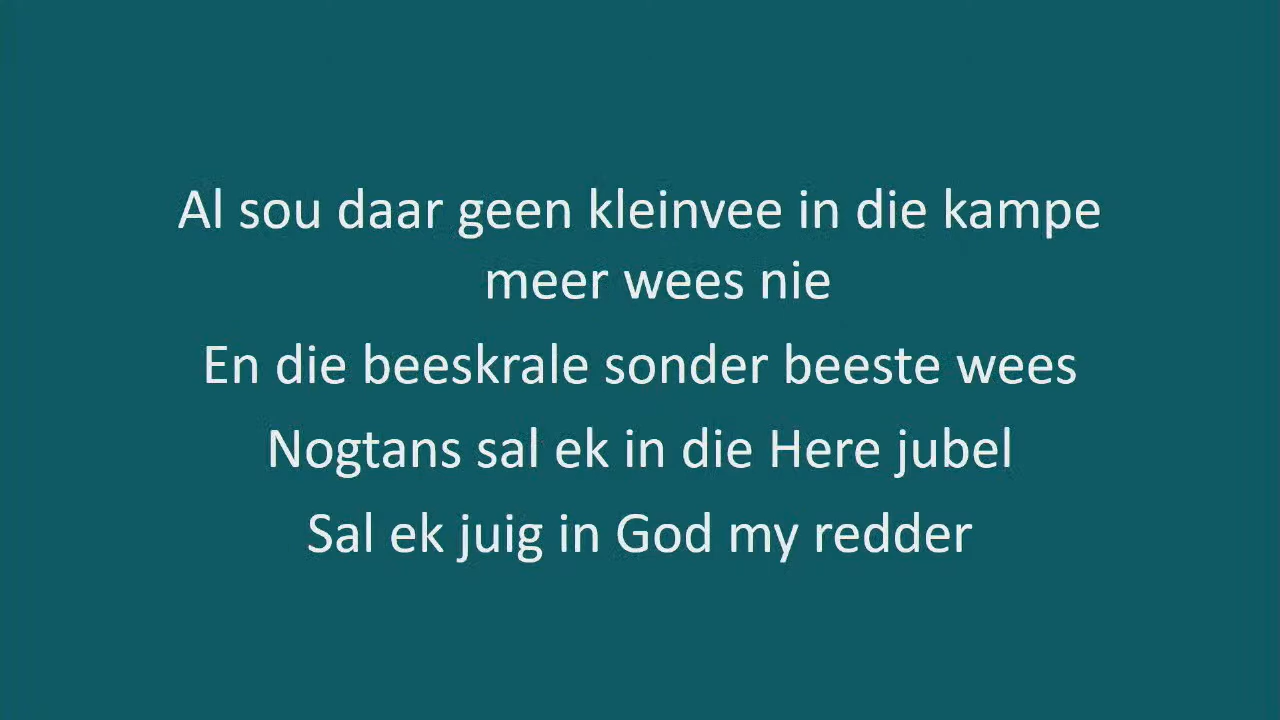 Al sou daar geen kleinvee in die kampe
meer wees nie
En die beeskrale sonder beeste wees
Nogtans sal ek in die Here jubel
Sal ek juig in God my redder